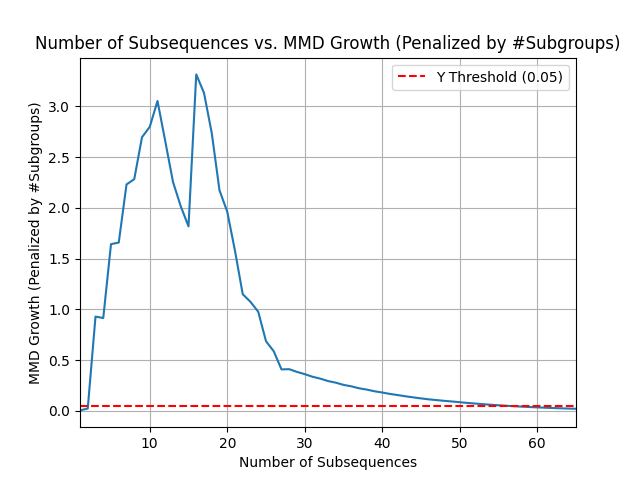 Number of Subsequences vs. MMD Growth (Penalized by #Subgroups)
Y Threshold (0.05)
MMD Growth (Penalized by #Subgroups)
3.0
2.5
2.0
1.5
1.0
0.5
0.0
10 20 30 40 50 60
Number of Subsequences